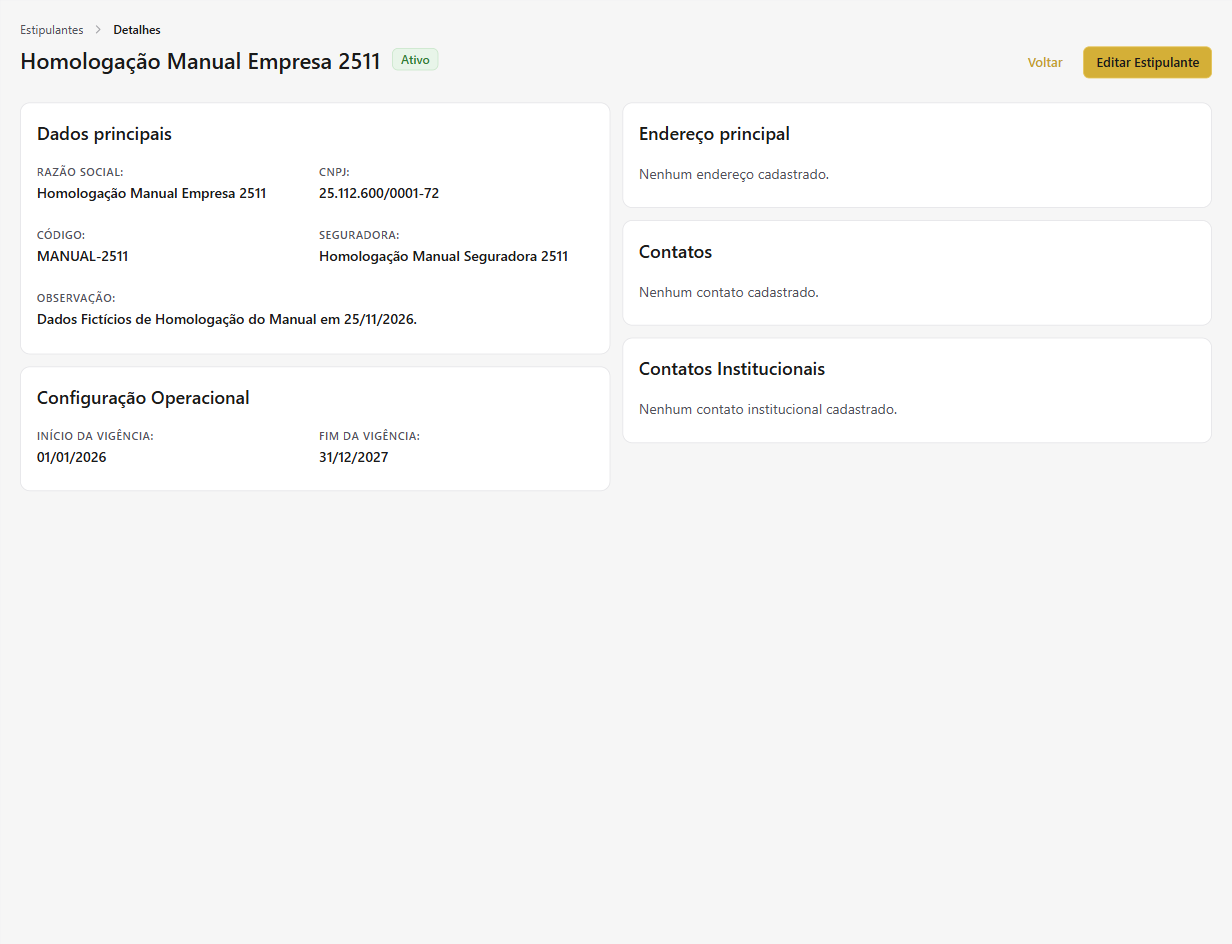 Estipulantes > Detalhes
Homologação Manual Empresa 2511 Ativo
Voltar Editar Estipulante
Dados principais
RAZÃO SOCIAL: CNPJ:
Homologação Manual Empresa 2511 25.112.600/0001-72
CÓDIGO: SEGURADORA:
MANUAL-2511 Homologação Manual Seguradora 2511
OBSERVAÇÃO:
Dados Fictícios de Homologação do Manual em 25/11/2026.
Configuração Operacional
INÍCIO DA VIGÊNCIA: FIM DA VIGÊNCIA:
01/01/2026 31/12/2027
Endereço principal
Nenhum endereço cadastrado.
Contatos
Nenhum contato cadastrado.
Contatos Institucionais
Nenhum contato institucional cadastrado.